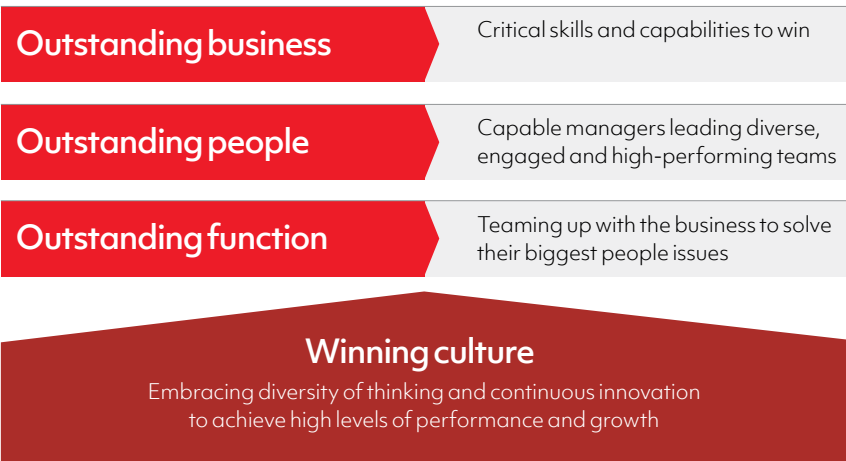 Outstanding business
Critical skills and capabilities to win
Outstanding people
Capable managers leading diverse,
engaged and high-performing teams
Outstanding function
Teaming up with the business to solve
their biggest people issues
Winning culture
Embracing diversity of thinking and continuous innovation
to achieve high levels of performance and growth